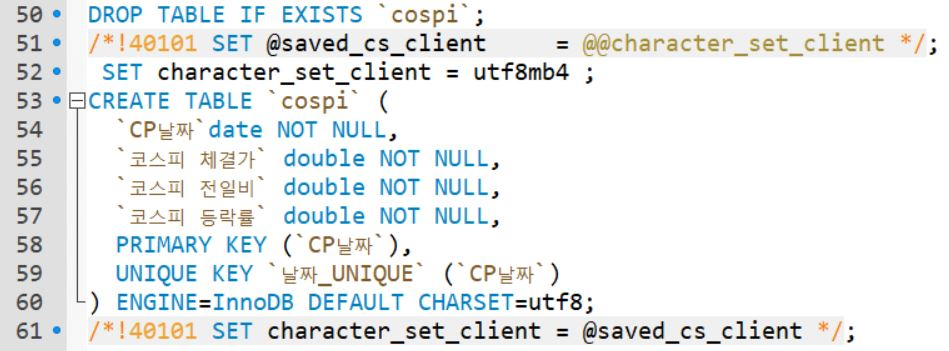 50 DROP TABLE IF EXISTS `cospi`;
51 /*!40101 SET @saved_cs_client     = @@character_set_client */;
52  SET character_set_client = utf8mb4 ;
53 CREATE TABLE `cospi` (
54   `CP날짜`date NOT NULL,
55   `코스피 체결가` double NOT NULL,
56   `코스피 전일비` double NOT NULL,
57   `코스피 등락률` double NOT NULL,
58   PRIMARY KEY (`CP날짜`),
59   UNIQUE KEY `날짜_UNIQUE` (`CP날짜`)
60 ) ENGINE=InnoDB DEFAULT CHARSET=utf8;
61 /*!40101 SET character_set_client = @saved_cs_client */;